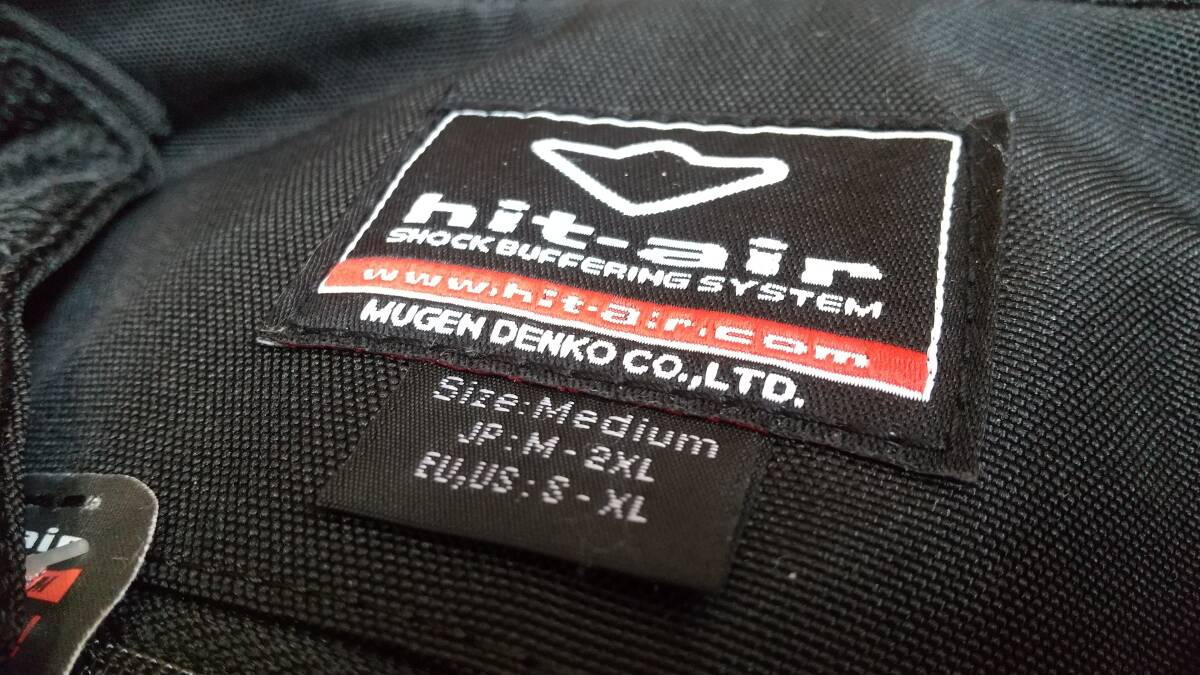 hit-air
SHOCK BUFFERING SYSTEM
www.hit-air.com
MUGEN DENKO CO.,LTD.
Size:Medium
JP:M-2XL
EU,US:S-XL
air